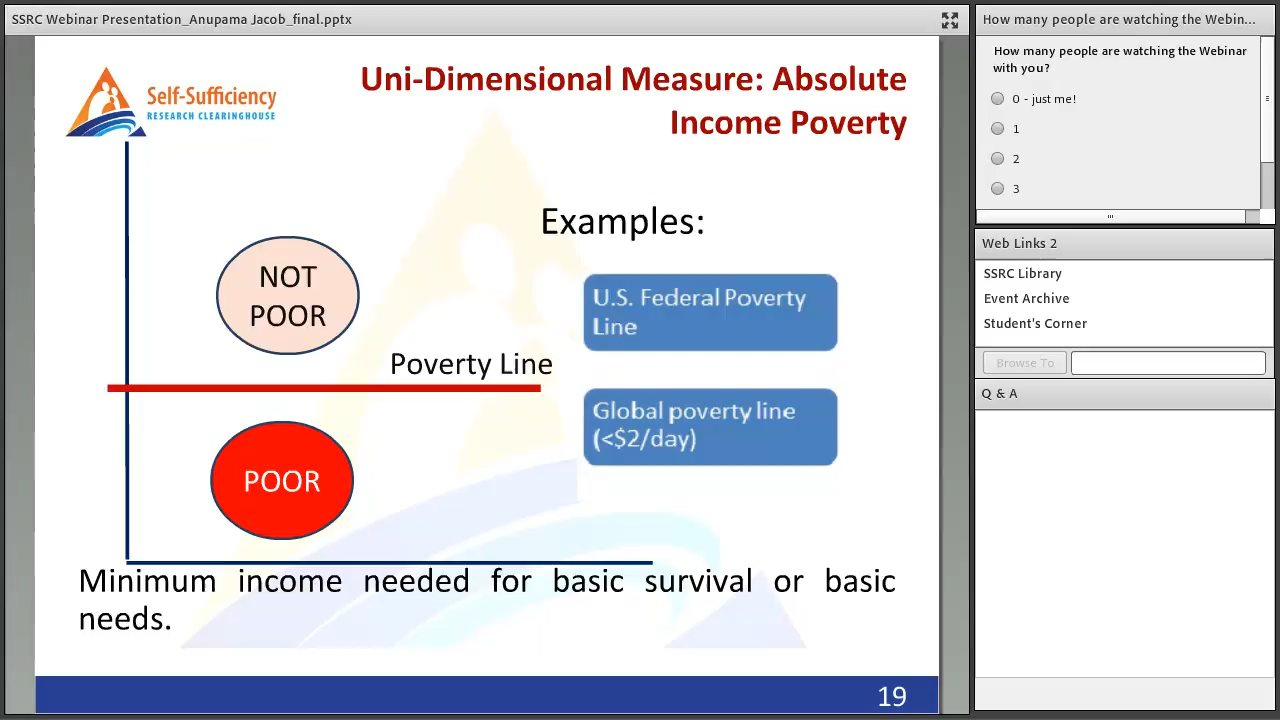 SSRC Webinar Presentation_Anupama Jacob_final.pptx
Self-Sufficiency
RESEARCH CLEARINGHOUSE
Uni-Dimensional Measure: Absolute
Income Poverty
Examples:
NOT
POOR
U.S. Federal Poverty
Line
Poverty Line
Global poverty line
(<$2/day)
POOR
Minimum income needed for basic survival or basic
needs.
19
How many people are watching the Webin...
How many people are watching the Webinar
with you?
0 - just me!
1
2
3
Web Links 2
SSRC Library
Event Archive
Student's Corner
Browse To
Q & A